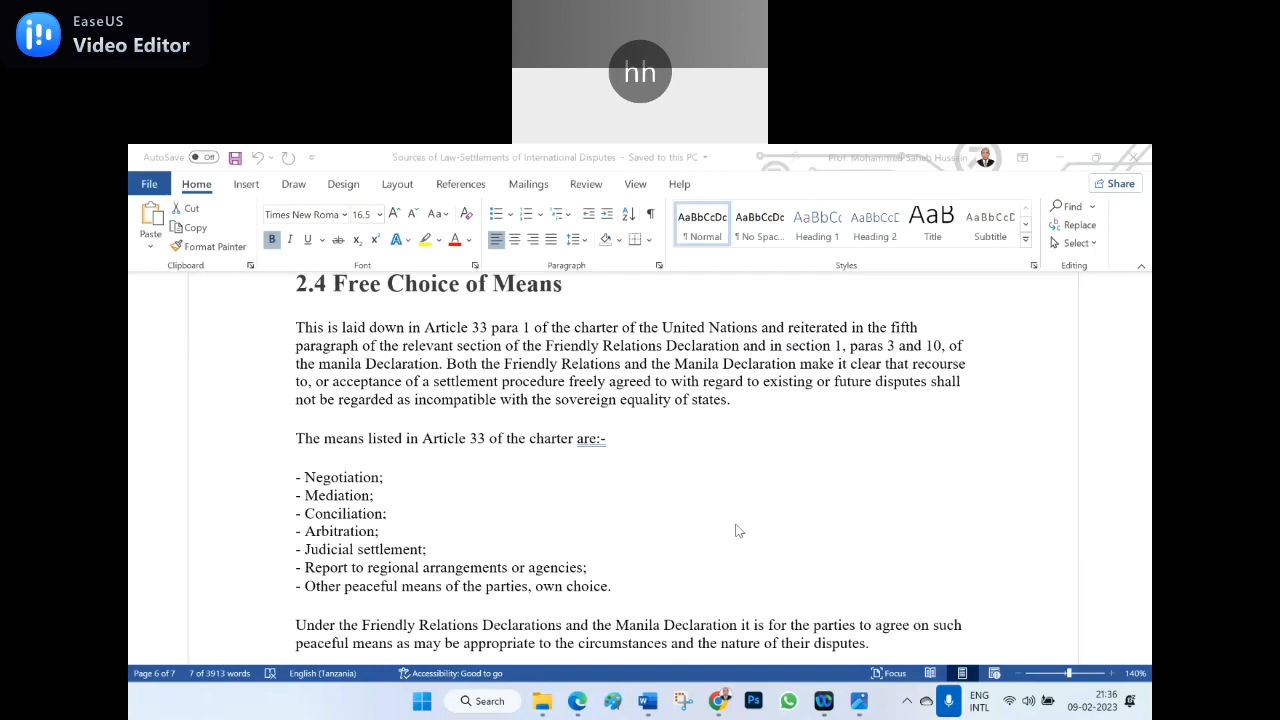 EaseUS
Video Editor
hh
AutoSave Off Sources of Law-Settlements of International Disputes - Saved to this PC Prof. Mohammed Saheb Hussain
File Home Insert Draw Design Layout References Mailings Review View Help Share
Paste Cut Copy Format Painter
Times New Roma 16.5
AaBbCcDc AaBbCcDc AaBbCc AaBbCcD AaB AaBbCcD
¶ Normal ¶ No Spac... Heading 1 Heading 2 Title Subtitle
Find Replace Select
Clipboard Font Paragraph Styles Editing
2.4 Free Choice of Means
This is laid down in Article 33 para 1 of the charter of the United Nations and reiterated in the fifth
paragraph of the relevant section of the Friendly Relations Declaration and in section 1, paras 3 and 10, of
the manila Declaration. Both the Friendly Relations and the Manila Declaration make it clear that recourse
to, or acceptance of a settlement procedure freely agreed to with regard to existing or future disputes shall
not be regarded as incompatible with the sovereign equality of states.
The means listed in Article 33 of the charter are:-
- Negotiation;
- Mediation;
- Conciliation;
- Arbitration;
- Judicial settlement;
- Report to regional arrangements or agencies;
- Other peaceful means of the parties, own choice.
Under the Friendly Relations Declarations and the Manila Declaration it is for the parties to agree on such
peaceful means as may be appropriate to the circumstances and the nature of their disputes.
Page 6 of 7 7 of 3913 words English (Tanzania) Accessibility: Good to go Focus 140%
Search Ps ENG 21:36
INTL 09-02-2023